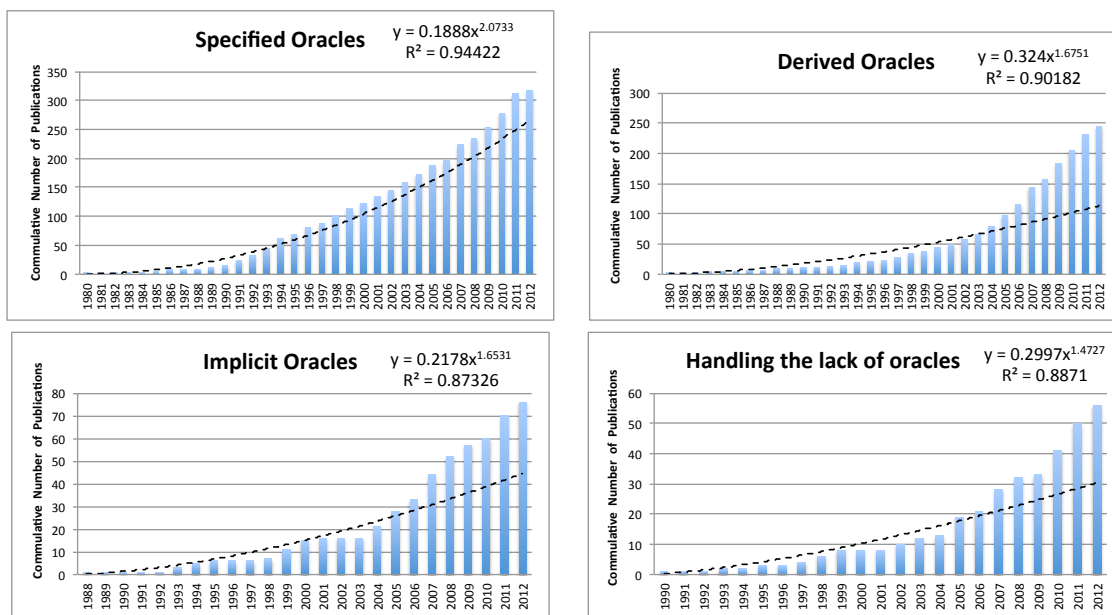 Specified Oracles
y = 0.1888x^2.0733
R² = 0.94422
Commulative Number of Publications
350
300
250
200
150
100
50
0
1980 1981 1982 1983 1984 1985 1986 1987 1988 1989 1990 1991 1992 1993 1994 1995 1996 1997 1998 1999 2000 2001 2002 2003 2004 2005 2006 2007 2008 2009 2010 2011 2012
Derived Oracles
y = 0.324x^1.6751
R² = 0.90182
Commulative Number of Publications
300
250
200
150
100
50
0
1980 1981 1982 1983 1984 1985 1986 1987 1988 1989 1990 1991 1992 1993 1994 1995 1996 1997 1998 1999 2000 2001 2002 2003 2004 2005 2006 2007 2008 2009 2010 2011 2012
Implicit Oracles
y = 0.2178x^1.6531
R² = 0.87326
Commulative Number of Publications
80
70
60
50
40
30
20
10
0
1988 1989 1990 1991 1992 1993 1994 1995 1996 1997 1998 1999 2000 2001 2002 2003 2004 2005 2006 2007 2008 2009 2010 2011 2012
Handling the lack of oracles
y = 0.2997x^1.4727
R² = 0.8871
Commulative Number of Publications
60
50
40
30
20
10
0
1990 1991 1992 1993 1994 1995 1996 1997 1998 1999 2000 2001 2002 2003 2004 2005 2006 2007 2008 2009 2010 2011 2012